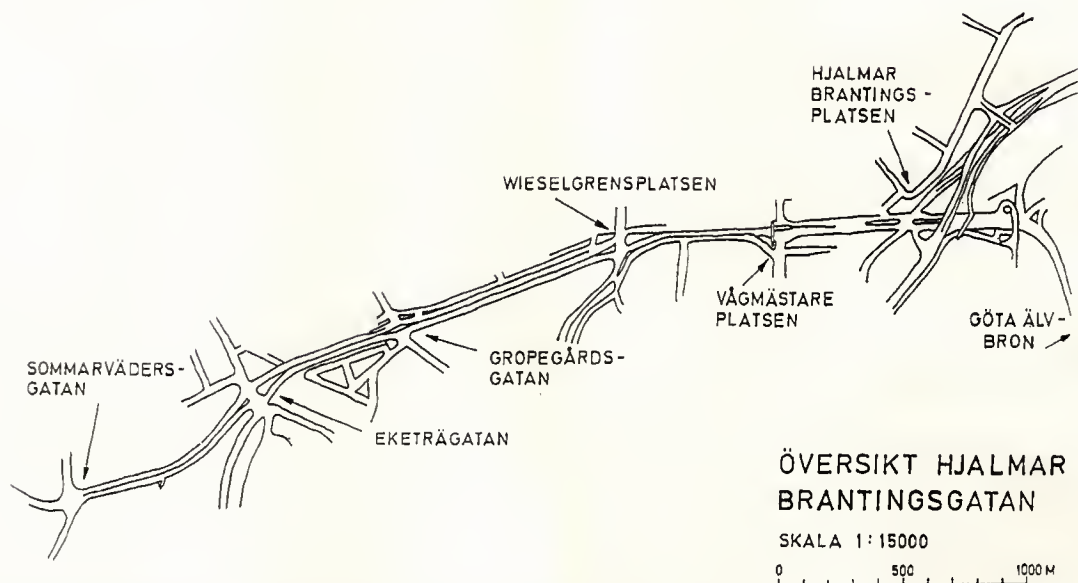 HJALMAR
BRANTINGS-
PLATSEN
WIESELGRENSPLATSEN
VÅGMÄSTARE
PLATSEN
GÖTA ÄLV-
BRON
SOMMARVÄDERS-
GATAN
GROPEGÅRDS-
GATAN
EKETRÄGATAN
ÖVERSIKT HJALMAR
BRANTINGSGATAN
SKALA 1:15000
0 500 1000 M